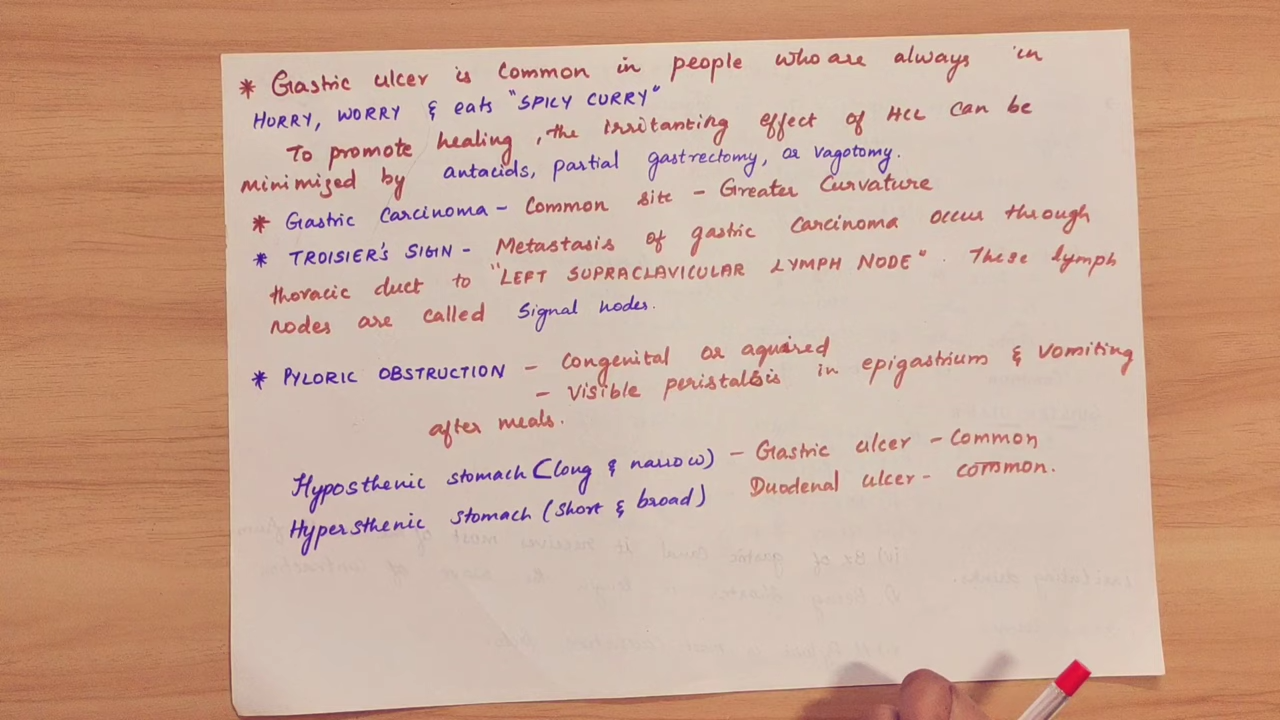 * Gastric ulcer is common in people who are always in
HURRY, WORRY & eats "SPICY CURRY"
To promote healing, the irritanting effect of HCL can be
minimized by antacids, partial gastrectomy, or vagotomy.
* Gastric Carcinoma - Common site - Greater Curvature
* TROISIER'S SIGIN - Metastasis of gastric carcinoma occur through
thoracic duct to "LEFT SUPRACLAVICULAR LYMPH NODE". These lymph
nodes are called Signal nodes.
* PYLORIC OBSTRUCTION - Congenital or aquired
- Visible peristalsis in epigastrium & vomiting
after meals.
Hyposthenic stomach (long & narrow) - Gastric ulcer - Common
Hypersthenic stomach (short & broad) Duodenal ulcer - common.